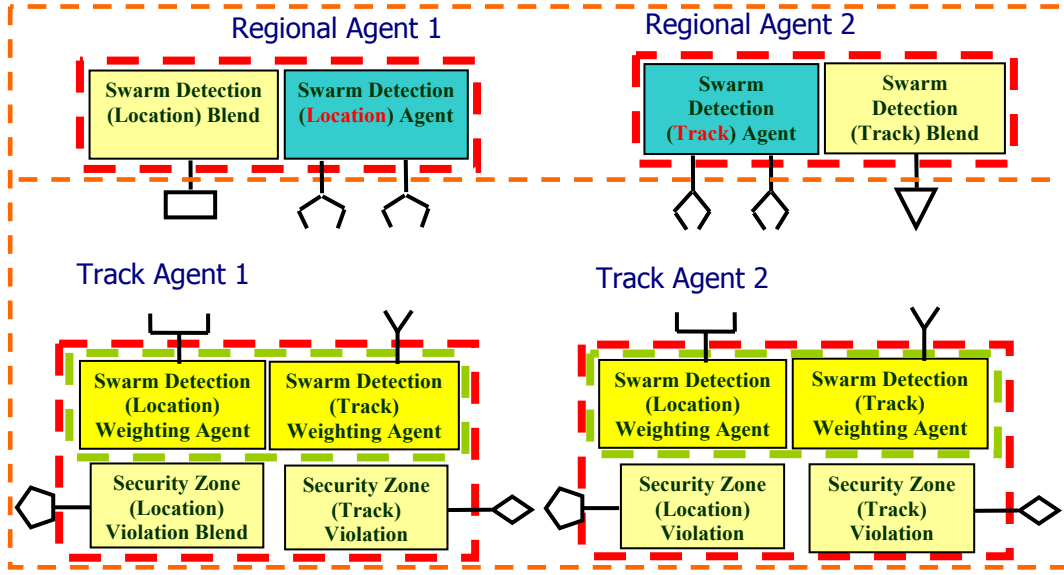 Regional Agent 1
Regional Agent 2
Swarm Detection
(Location) Blend
Swarm Detection
(Location) Agent
Swarm
Detection
(Track) Agent
Swarm
Detection
(Track) Blend
Track Agent 1
Track Agent 2
Swarm Detection
(Location)
Weighting Agent
Swarm Detection
(Track)
Weighting Agent
Swarm Detection
(Location)
Weighting Agent
Swarm Detection
(Track)
Weighting Agent
Security Zone
(Location)
Violation Blend
Security Zone
(Track)
Violation
Security Zone
(Location)
Violation
Security Zone
(Track)
Violation